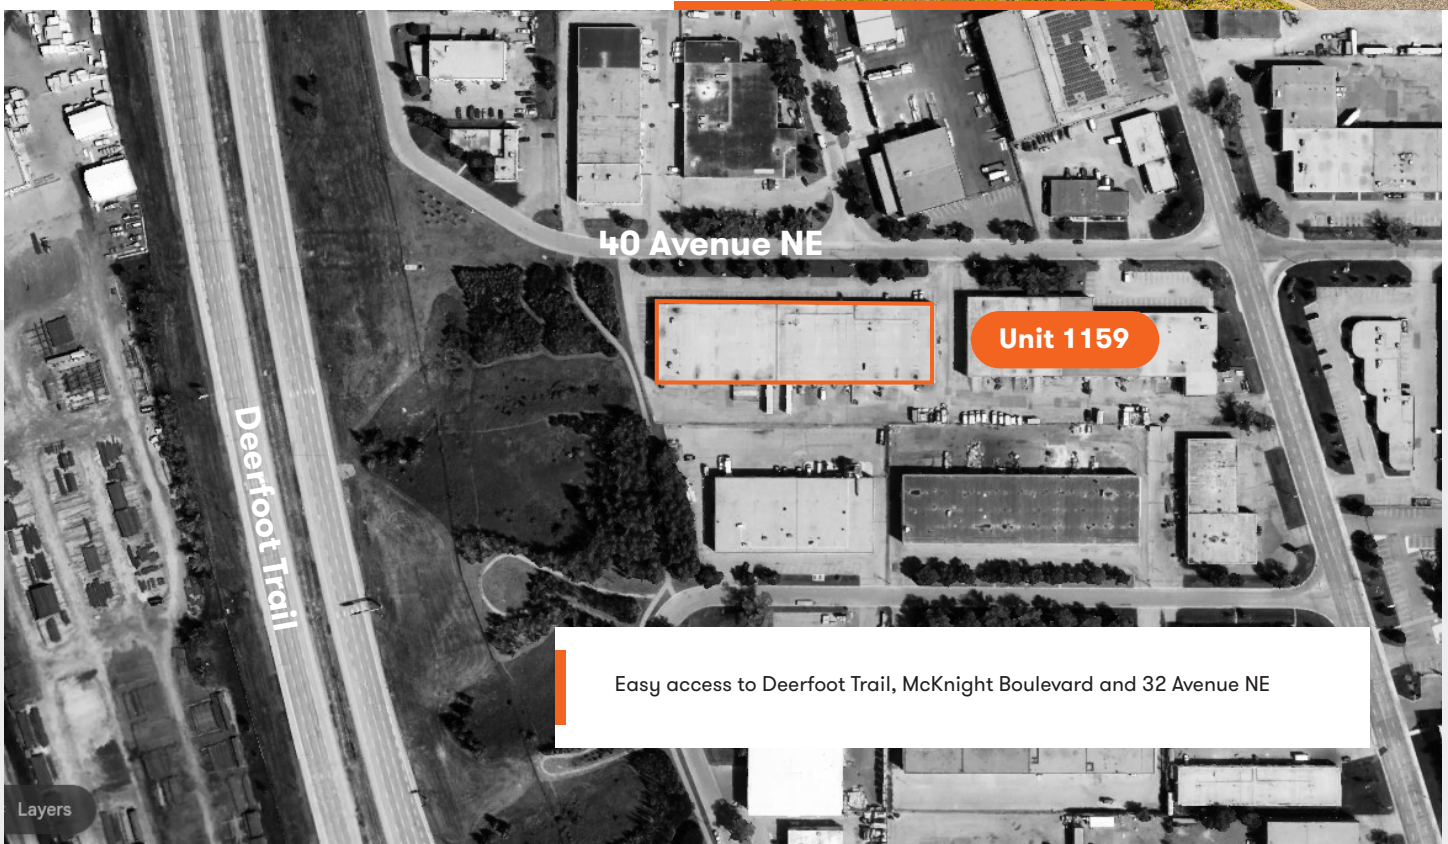 40 Avenue NE
Unit 1159
Deerfoot Trail
Easy access to Deerfoot Trail, McKnight Boulevard and 32 Avenue NE
Layers